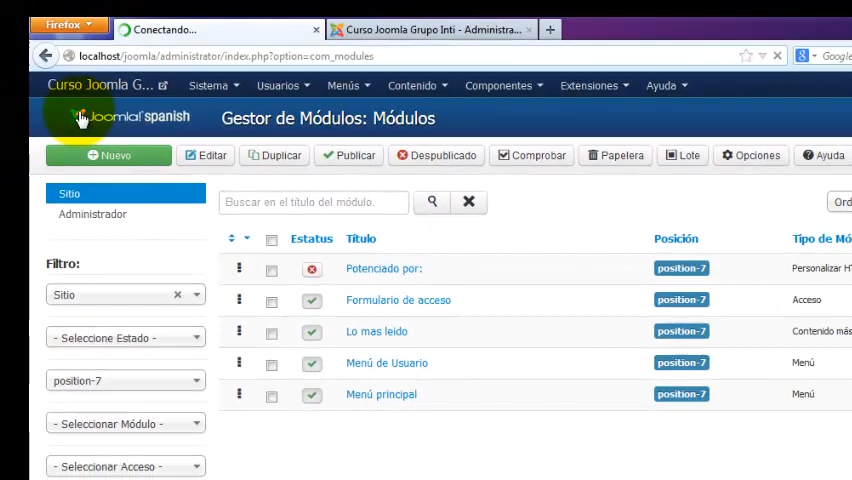 Firefox
Conectando...
Curso Joomla Grupo Inti - Administra...
localhost/joomla/administrator/index.php?option=com_modules
Google
Curso Joomla G...
Sistema
Usuarios
Menús
Contenido
Componentes
Extensiones
Ayuda
Joomla! spanish
Gestor de Módulos: Módulos
Nuevo
Editar
Duplicar
Publicar
Despublicado
Comprobar
Papelera
Lote
Opciones
Ayuda
Sitio
Administrador
Buscar en el título del módulo.
Ord
Estatus
Título
Posición
Tipo de Mó
Filtro:
Potenciado por:
position-7
Personalizar HT
Sitio
Formulario de acceso
position-7
Acceso
- Seleccione Estado -
Lo mas leido
position-7
Contenido más
Menú de Usuario
position-7
Menú
position-7
Menú principal
position-7
Menú
- Seleccionar Módulo -
- Seleccionar Acceso -